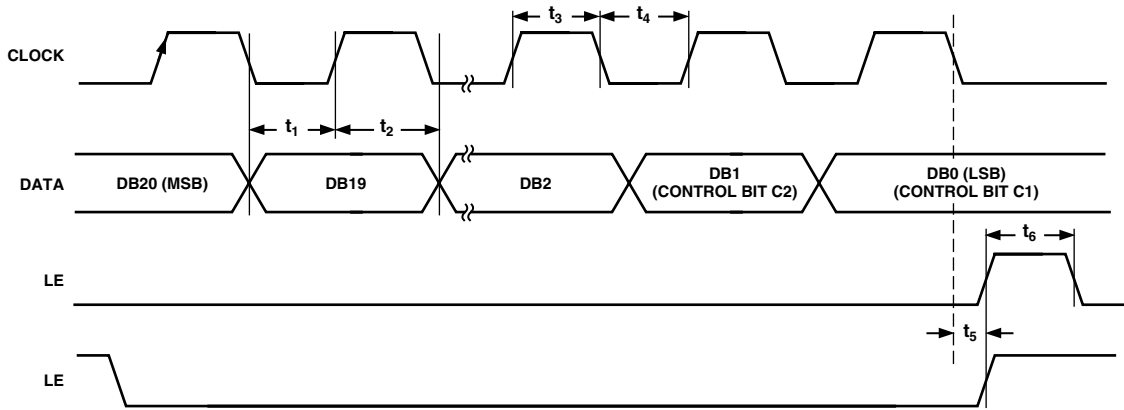 t3
t4
CLOCK
t1
t2
DATA
DB20 (MSB)
DB19
DB2
DB1
(CONTROL BIT C2)
DB0 (LSB)
(CONTROL BIT C1)
t6
LE
t5
LE